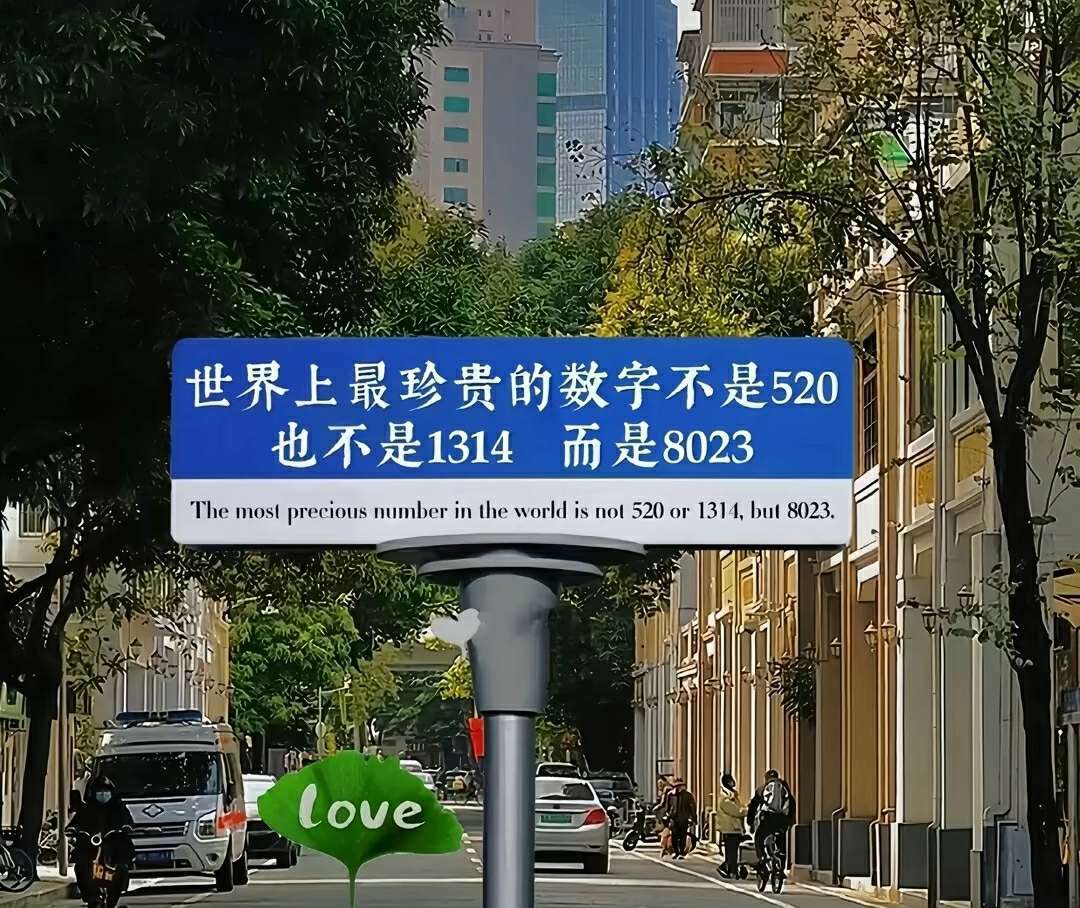 世界上最珍贵的数字不是520
也不是1314 而是8023
The most precious number in the world is not 520 or 1314, but 8023.
love